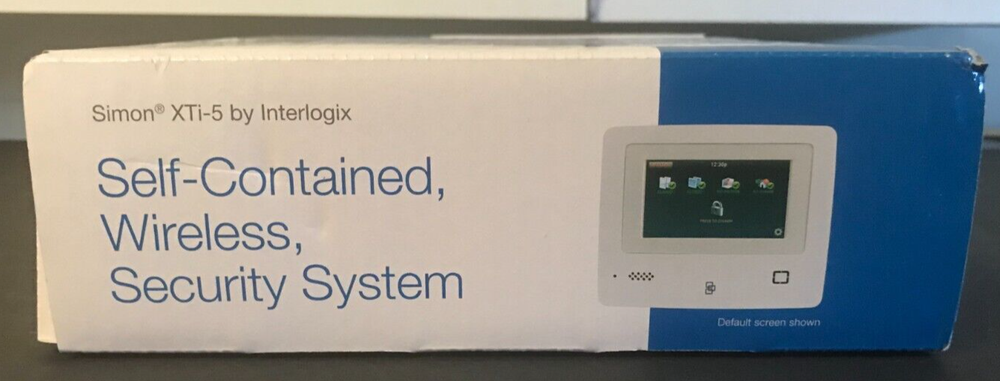 Simon® XTi-5 by Interlogix
Self-Contained,
Wireless,
Security System
Default screen shown